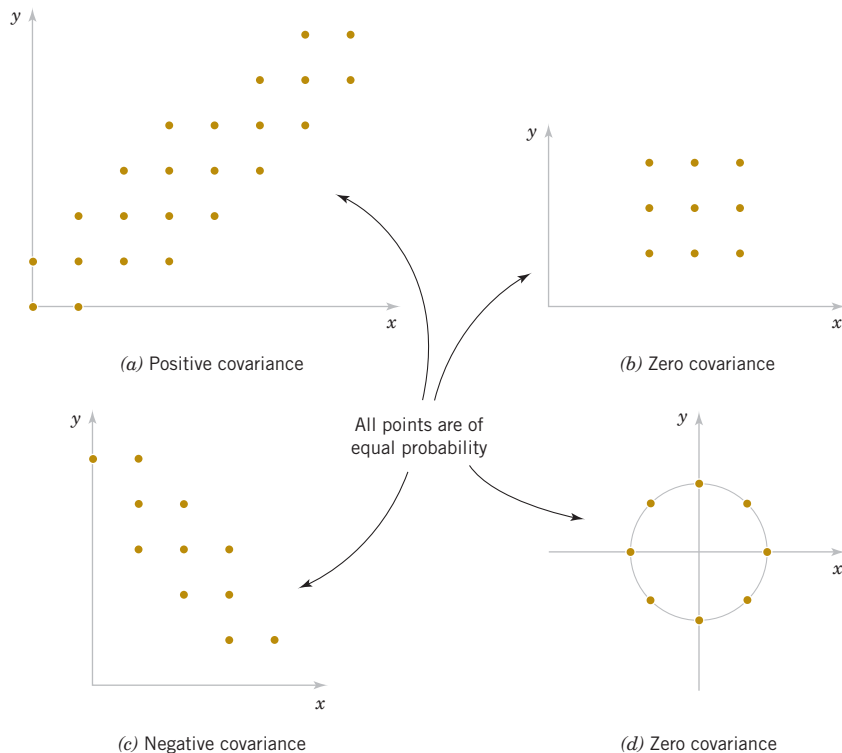 y
x
(a) Positive covariance
y
x
(b) Zero covariance
All points are of
equal probability
y
x
(c) Negative covariance
y
x
(d) Zero covariance